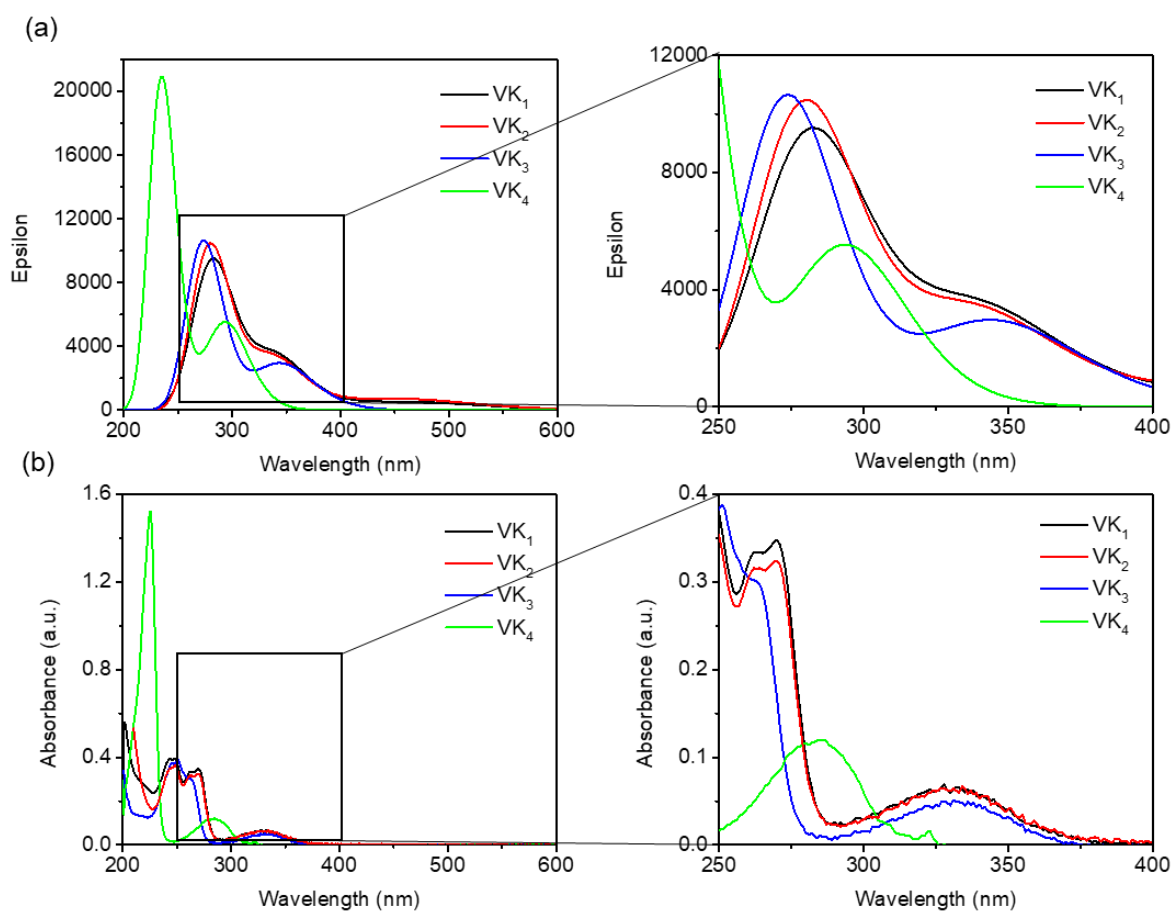 (a)
20000
16000
12000
8000
4000
0
Epsilon
200 300 400 500 600
Wavelength (nm)
VK₁
VK₂
VK₃
VK₄
12000
8000
4000
0
Epsilon
250 300 350 400
Wavelength (nm)
VK₁
VK₂
VK₃
VK₄
(b)
1.6
1.2
0.8
0.4
0.0
Absorbance (a.u.)
200 300 400 500 600
Wavelength (nm)
VK₁
VK₂
VK₃
VK₄
0.4
0.3
0.2
0.1
0.0
Absorbance (a.u.)
250 300 350 400
Wavelength (nm)
VK₁
VK₂
VK₃
VK₄